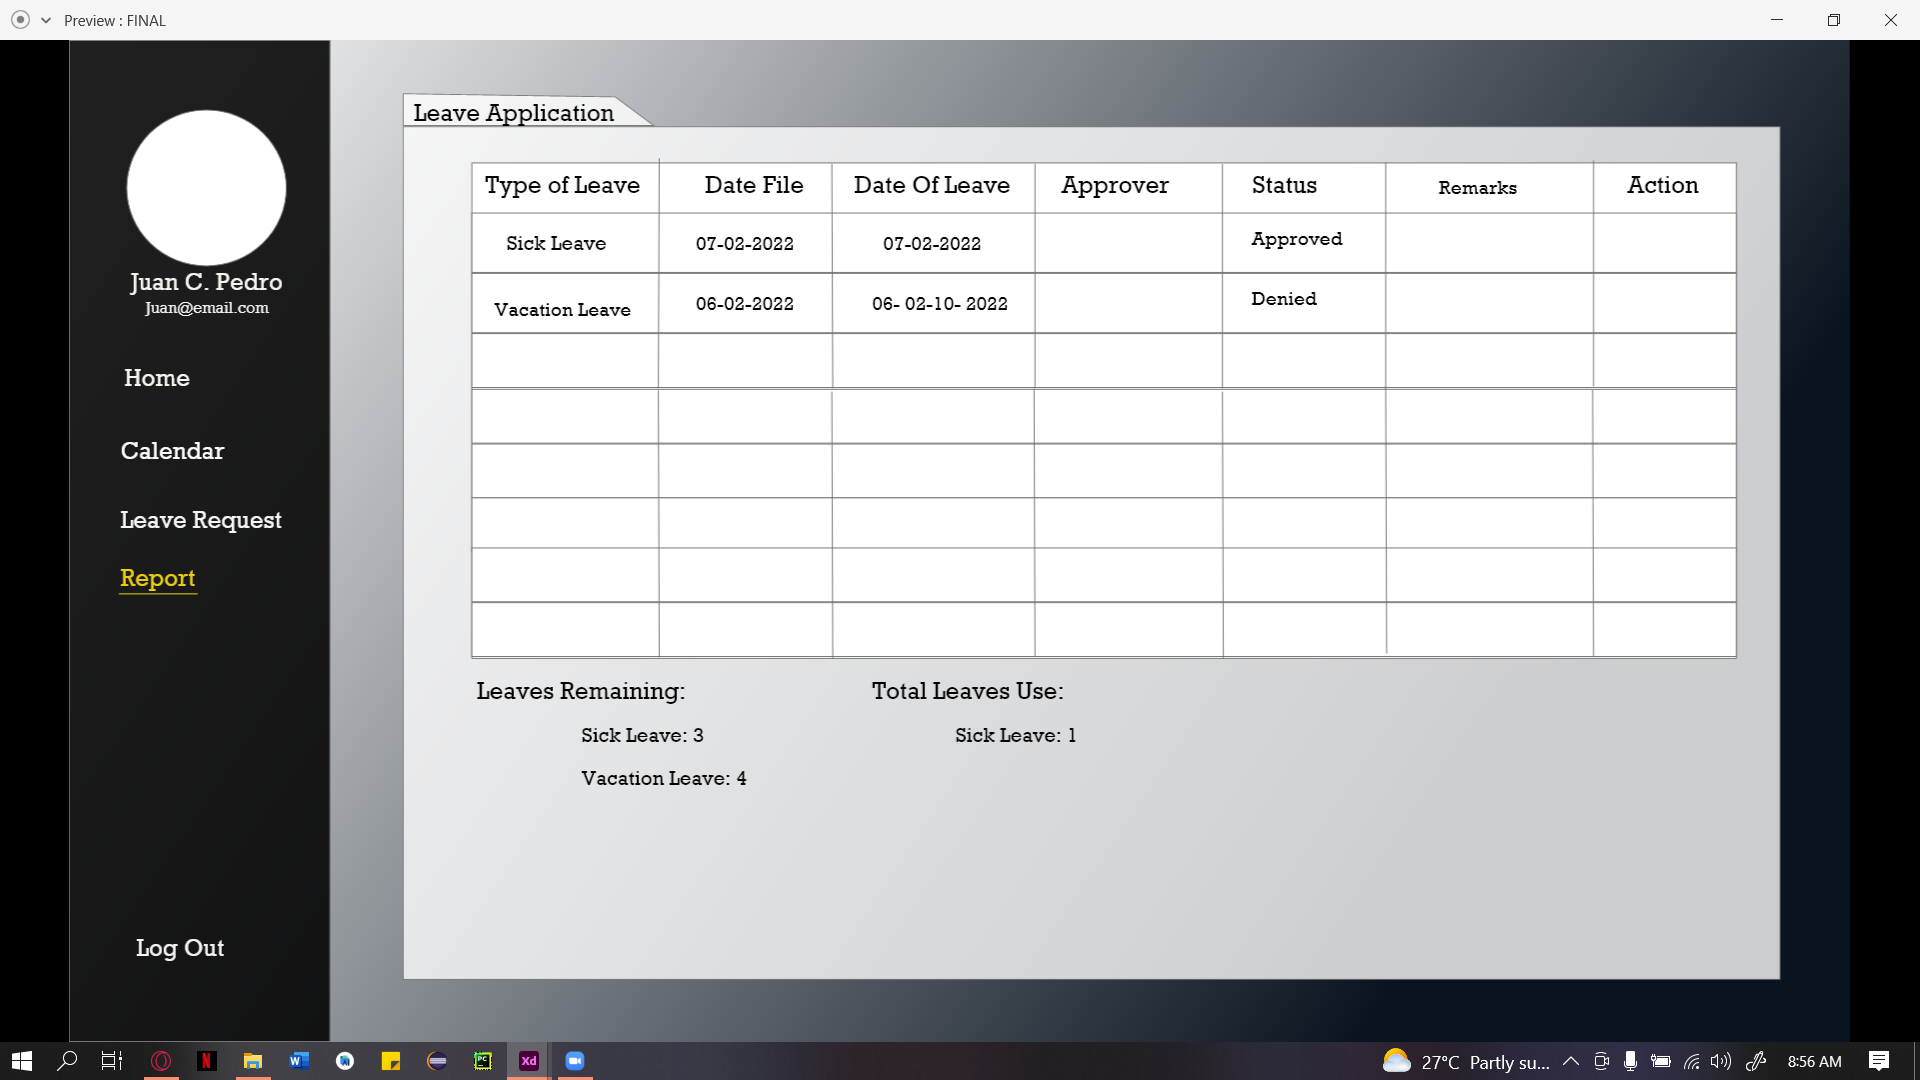 Preview : FINAL
Juan C. Pedro
Juan@email.com
Home
Calendar
Leave Request
Report
Log Out
Leave Application
Type of Leave Date File Date Of Leave Approver Status Remarks Action
Sick Leave 07-02-2022 07-02-2022 Approved
Vacation Leave 06-02-2022 06- 02-10- 2022 Denied
Leaves Remaining: Total Leaves Use:
Sick Leave: 3 Sick Leave: 1
Vacation Leave: 4
N W PC Xd 27°C Partly su... 8:56 AM